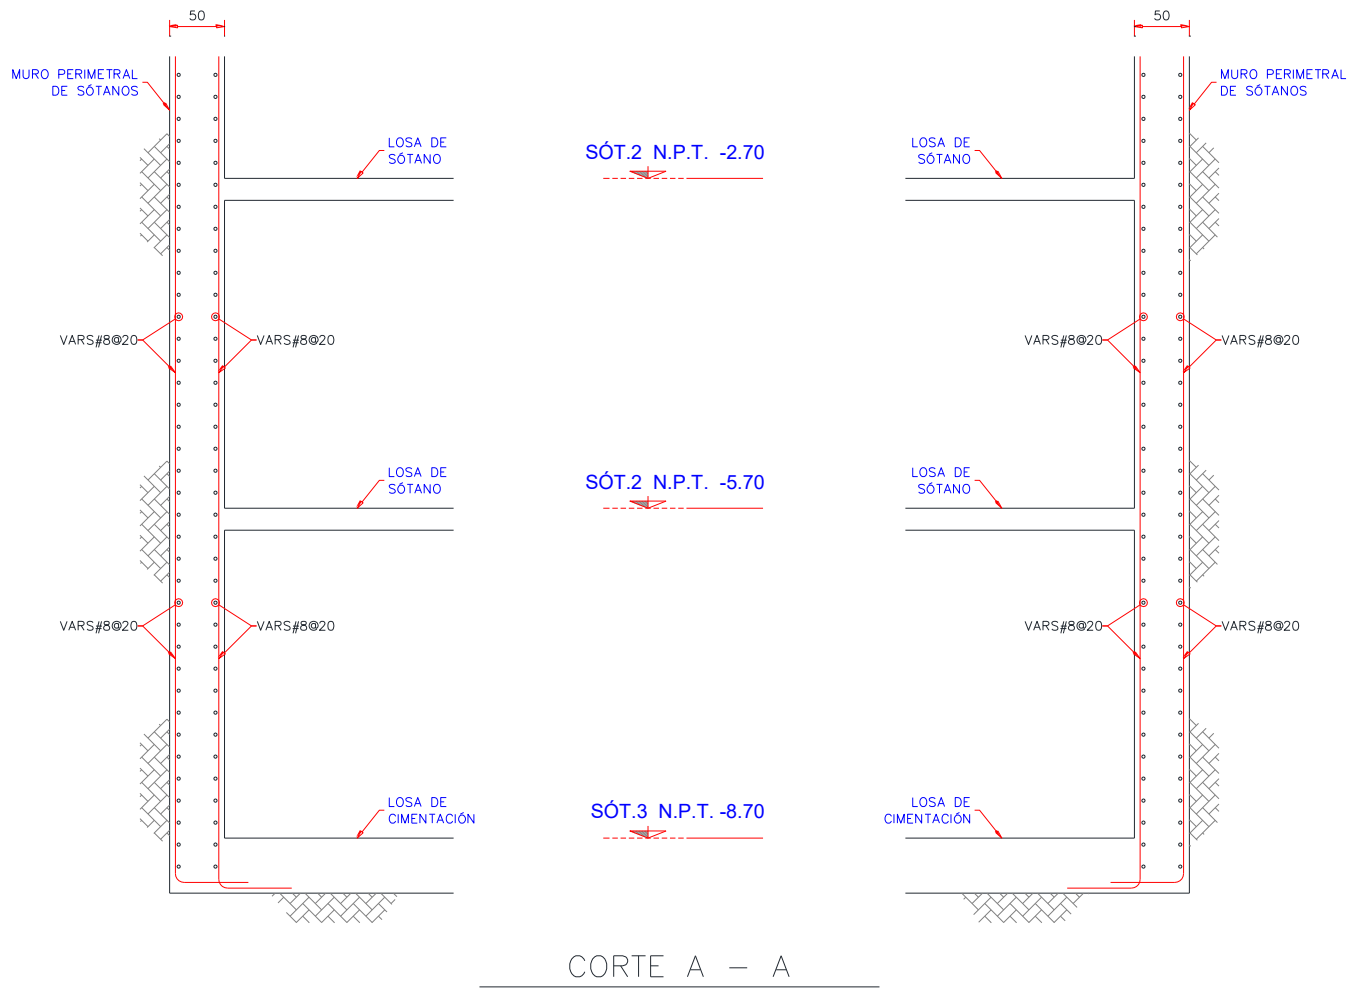 50
50
MURO PERIMETRAL
DE SÓTANOS
MURO PERIMETRAL
DE SÓTANOS
LOSA DE
SÓTANO
SÓT.2 N.P.T. -2.70
LOSA DE
SÓTANO
VARS#8@20
VARS#8@20
VARS#8@20
VARS#8@20
LOSA DE
SÓTANO
SÓT.2 N.P.T. -5.70
LOSA DE
SÓTANO
VARS#8@20
VARS#8@20
VARS#8@20
VARS#8@20
LOSA DE
CIMENTACIÓN
SÓT.3 N.P.T. -8.70
LOSA DE
CIMENTACIÓN
CORTE A - A